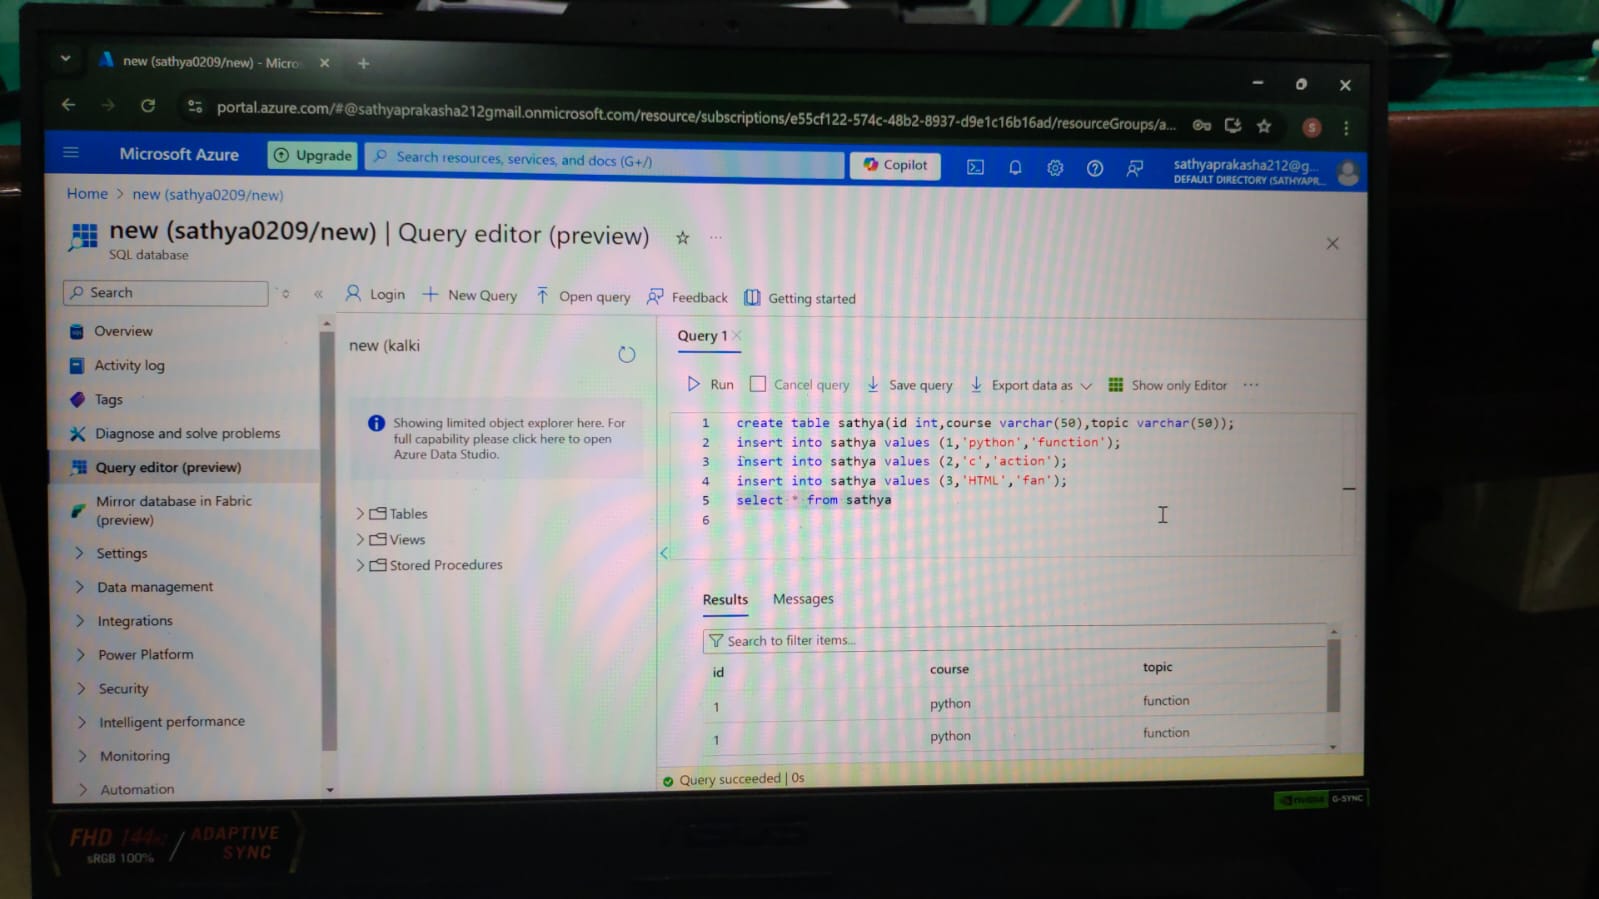 new (sathya0209/new) - Micro
portal.azure.com/#@sathyaprakasha212gmail.onmicrosoft.com/resource/subscriptions/e55cf122-574c-48b2-8937-d9e1c16b16ad/resourceGroups/a...
S
Microsoft Azure
Upgrade
Search resources, services, and docs (G+/)
Copilot
sathyaprakasha212@g...
DEFAULT DIRECTORY (SATHYAPR...
Home > new (sathya0209/new)
new (sathya0209/new) | Query editor (preview)
SQL database
Search
Login
New Query
Open query
Feedback
Getting started
Overview
Activity log
Tags
Diagnose and solve problems
Query editor (preview)
Mirror database in Fabric
(preview)
Settings
Data management
Integrations
Power Platform
Security
Intelligent performance
Monitoring
Automation
new (kalki
Showing limited object explorer here. For
full capability please click here to open
Azure Data Studio.
Tables
Views
Stored Procedures
Query 1
Run
Cancel query
Save query
Export data as
Show only Editor
1 create table sathya(id int,course varchar(50),topic varchar(50));
2 insert into sathya values (1,'python','function');
3 insert into sathya values (2,'c','action');
4 insert into sathya values (3,'HTML','fan');
5 select * from sathya
6
Results
Messages
Search to filter items...
id course topic
1 python function
1 python function
Query succeeded | 0s
FHD 144Hz / ADAPTIVE
sRGB 100% SYNC
ASUS
NVIDIA G-SYNC